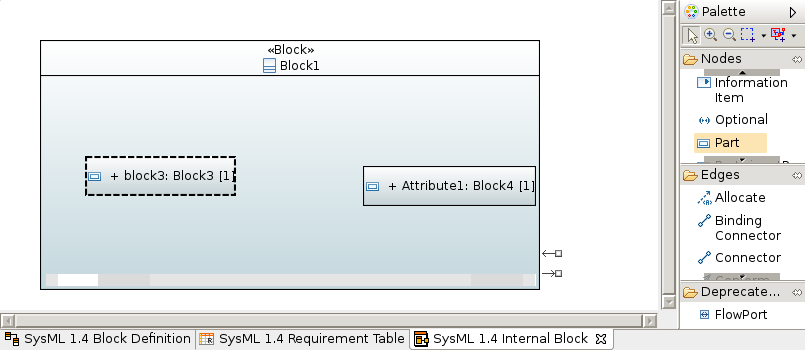 «Block»
Block1
+ block3: Block3 [1]
+ Attribute1: Block4 [1]
Palette
Nodes
Information
Item
Optional
Part
Edges
Allocate
Binding
Connector
Connector
Deprecate...
FlowPort
SysML 1.4 Block Definition
SysML 1.4 Requirement Table
SysML 1.4 Internal Block